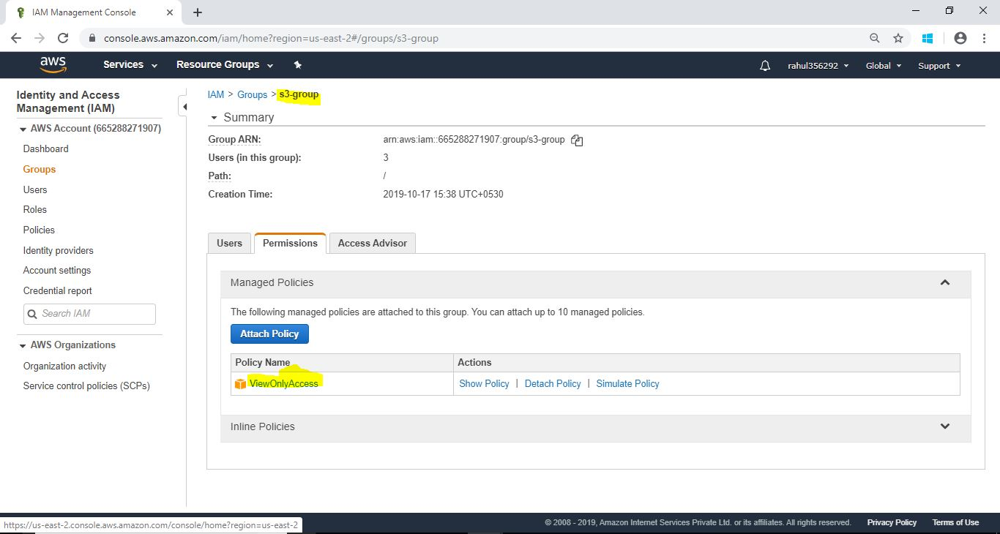 IAM Management Console
console.aws.amazon.com/iam/home?region=us-east-2#/groups/s3-group
aws Services Resource Groups rahul356292 Global Support
Identity and Access
Management (IAM)
AWS Account (665288271907)
Dashboard
Groups
Users
Roles
Policies
Identity providers
Account settings
Credential report
Search IAM
AWS Organizations
Organization activity
Service control policies (SCPs)
IAM > Groups > s3-group
Summary
Group ARN: arn:aws:iam::665288271907:group/s3-group
Users (in this group): 3
Path: /
Creation Time: 2019-10-17 15:38 UTC+0530
Users Permissions Access Advisor
Managed Policies
The following managed policies are attached to this group. You can attach up to 10 managed policies.
Attach Policy
Policy Name Actions
ViewOnlyAccess Show Policy | Detach Policy | Simulate Policy
Inline Policies
https://us-east-2.console.aws.amazon.com/console/home?region=us-east-2
© 2008 - 2019, Amazon Internet Services Private Ltd. or its affiliates. All rights reserved. Privacy Policy Terms of Use